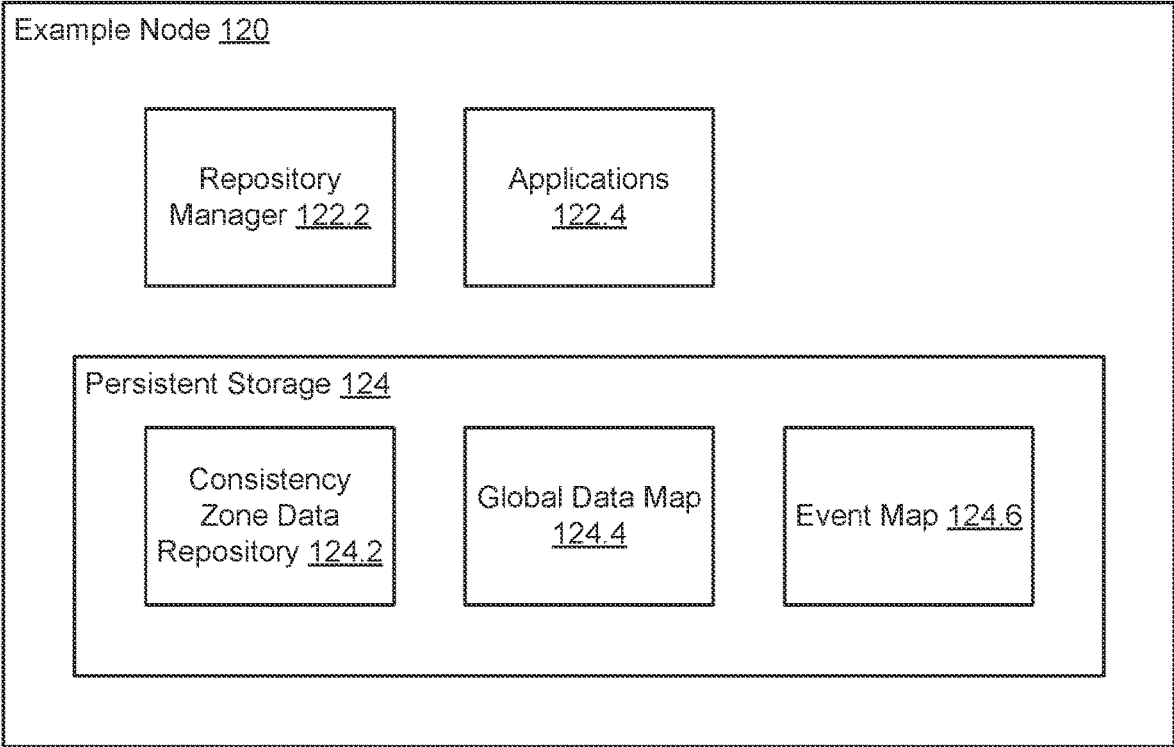 Example Node 120
Repository
Manager 122.2
Applications
122.4
Persistent Storage 124
Consistency
Zone Data
Repository 124.2
Global Data Map
124.4
Event Map 124.6